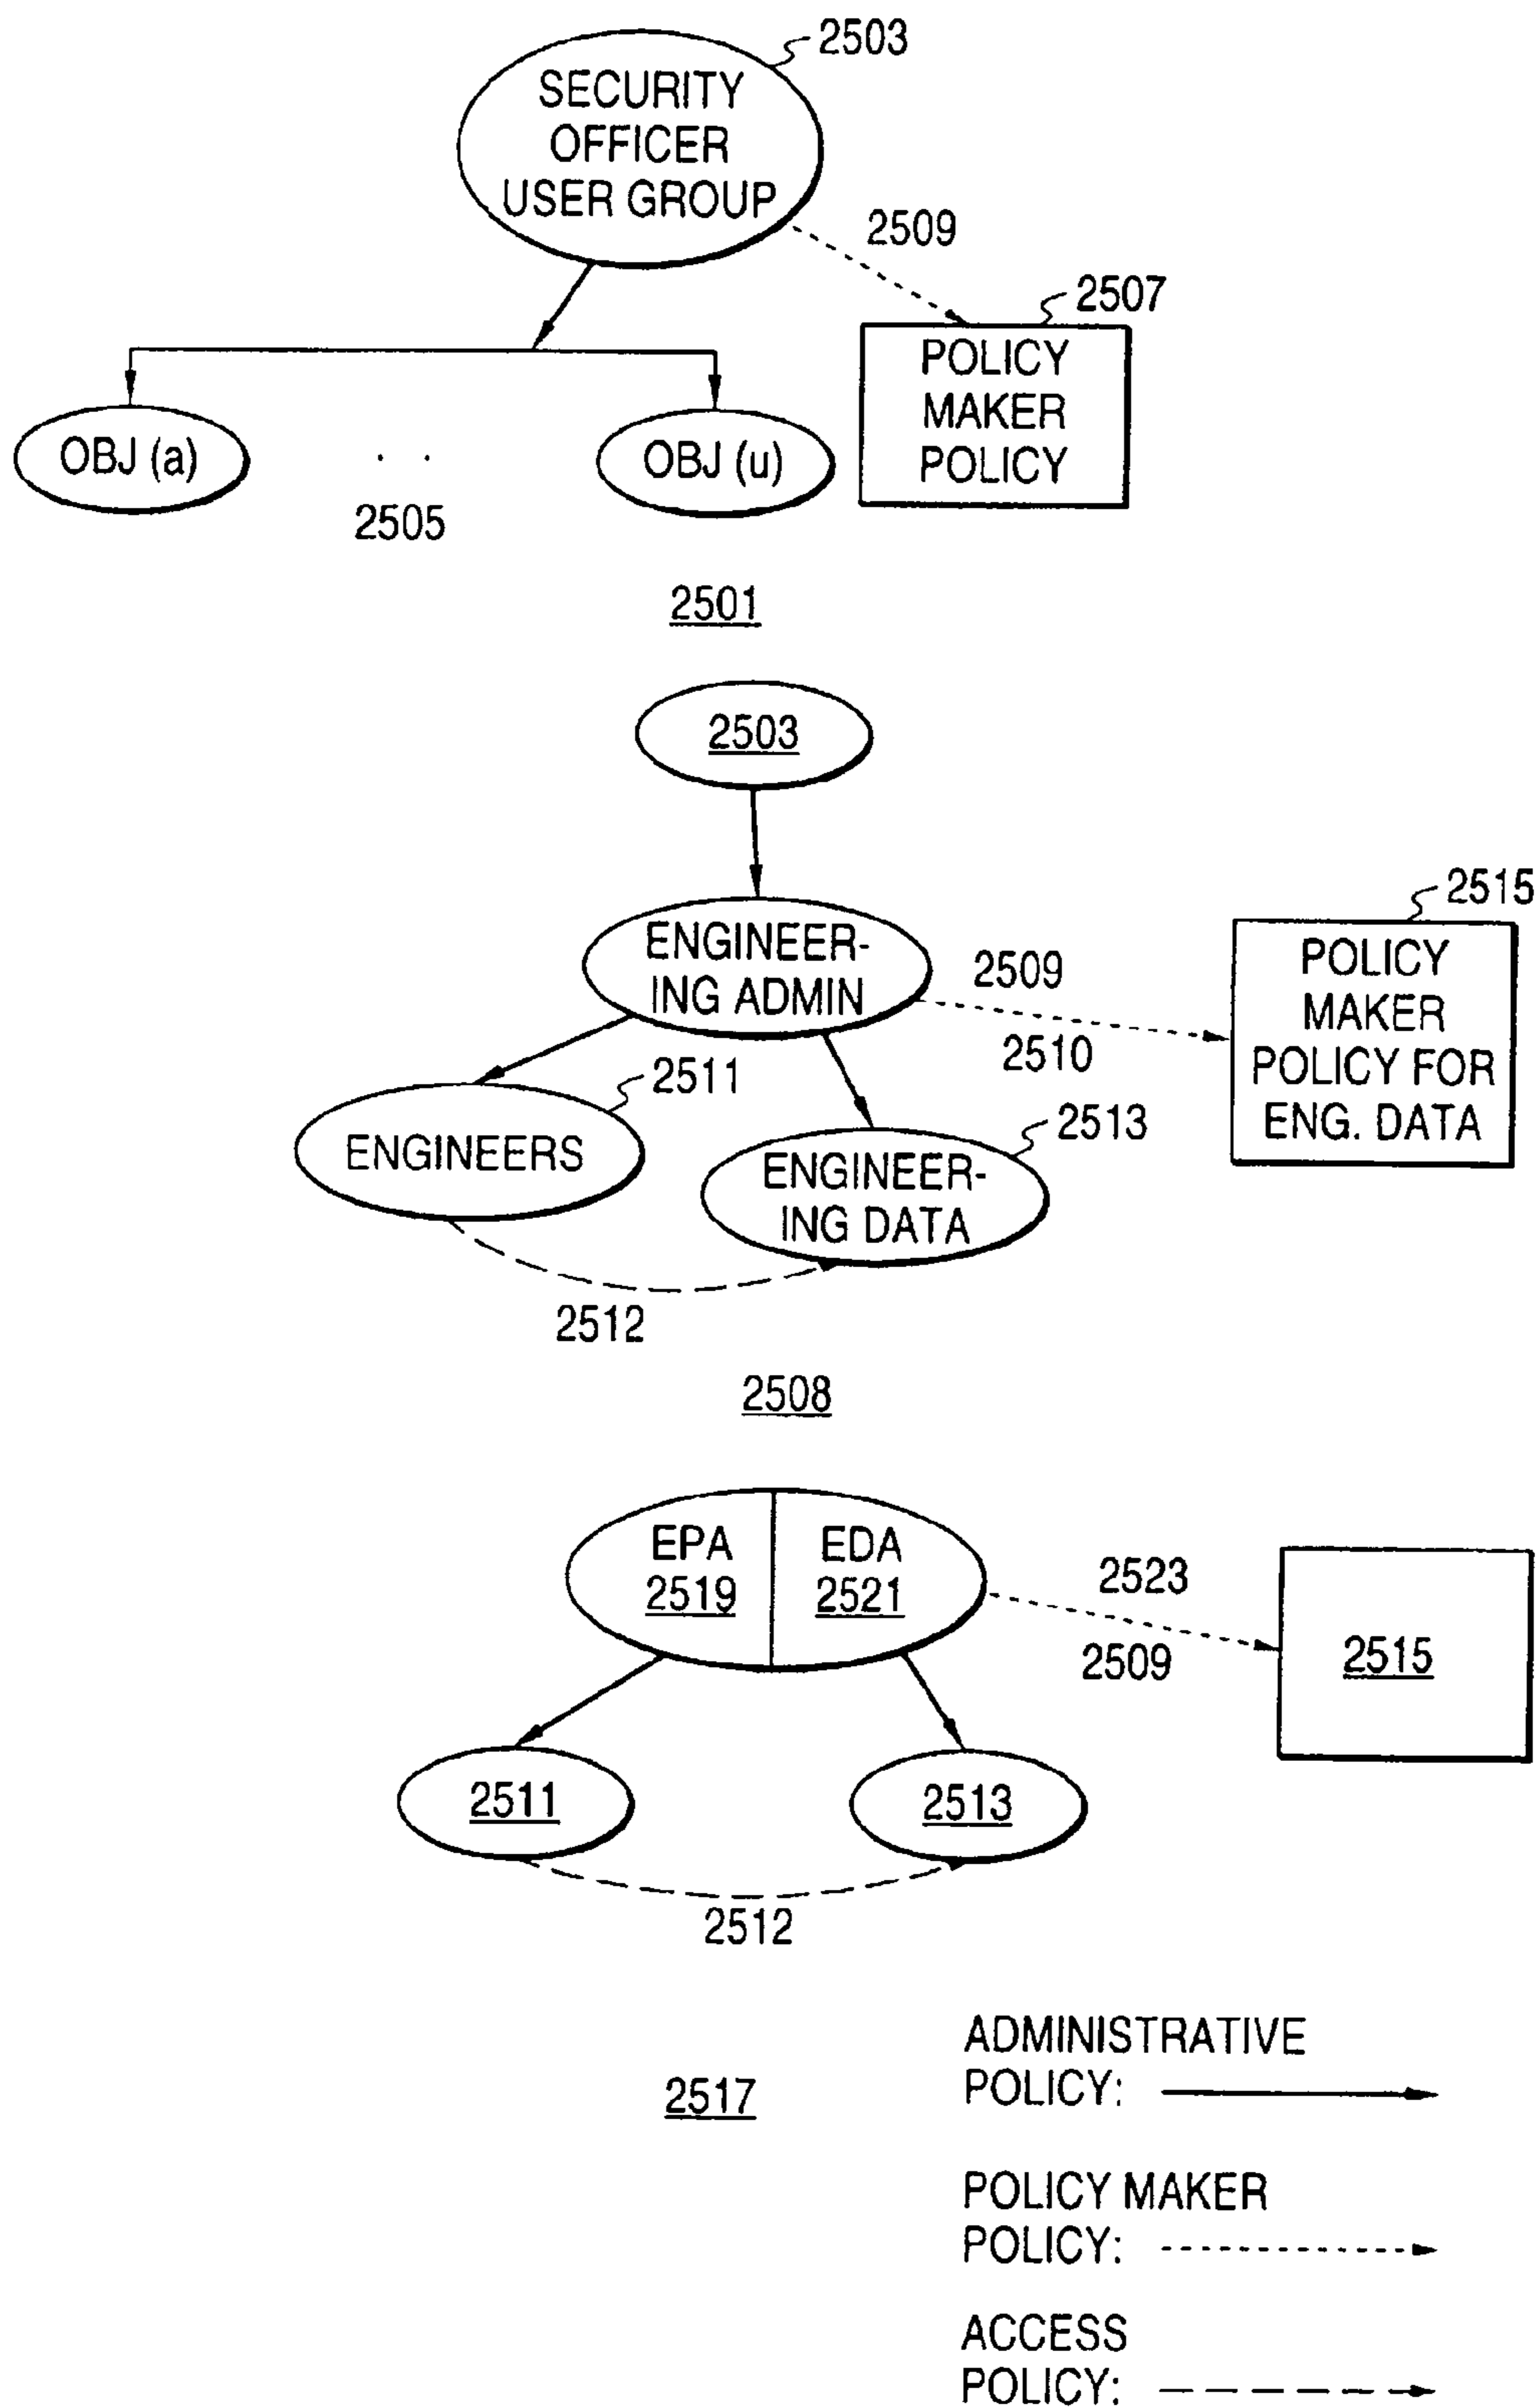 2503
SECURITY
OFFICER
USER GROUP
2509
2507
POLICY
MAKER
POLICY
OBJ (a)
. .
OBJ (u)
2505
2501
2503
2515
ENGINEER-
ING ADMIN
2509
2510
POLICY
MAKER
POLICY FOR
ENG. DATA
2511
ENGINEERS
2513
ENGINEER-
ING DATA
2512
2508
EPA
2519
EDA
2521
2523
2509
2515
2511
2513
2512
2517
ADMINISTRATIVE
POLICY:
POLICY MAKER
POLICY:
ACCESS
POLICY: